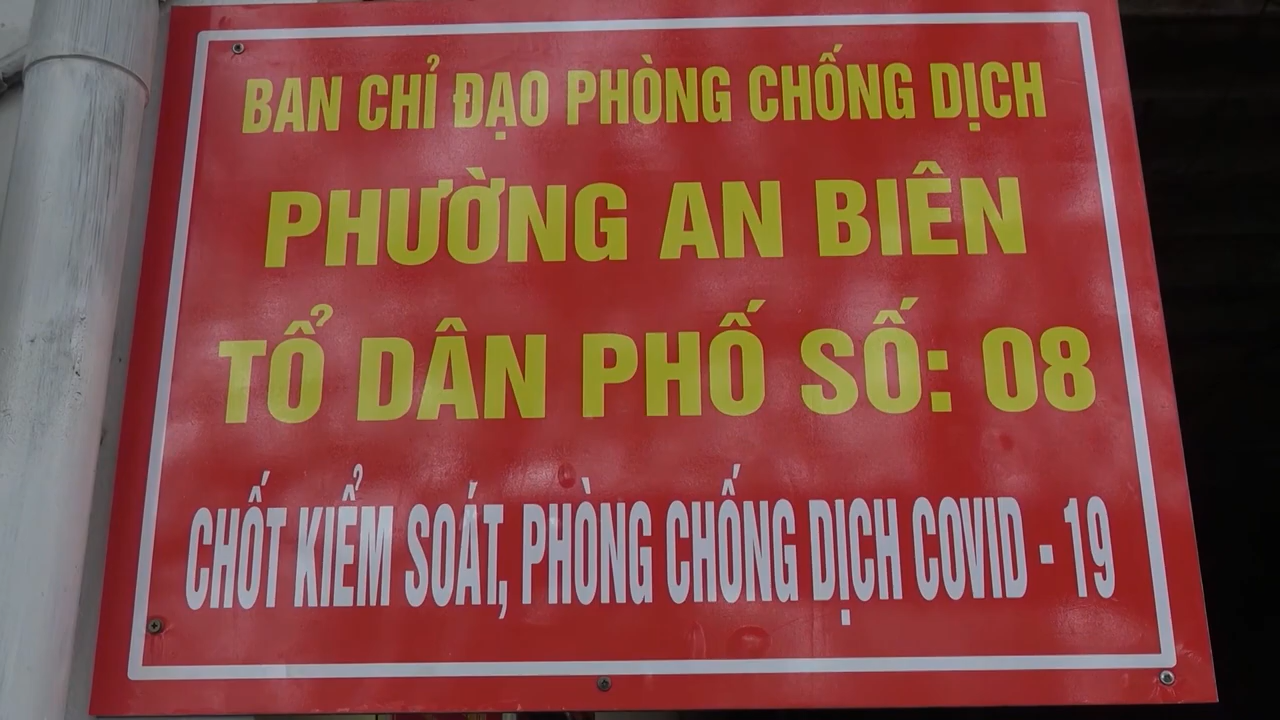 BAN CHỈ ĐẠO PHÒNG CHỐNG DỊCH
PHƯỜNG AN BIÊN
TỔ DÂN PHỐ SỐ: 08
CHỐT KIỂM SOÁT, PHÒNG CHỐNG DỊCH COVID - 19